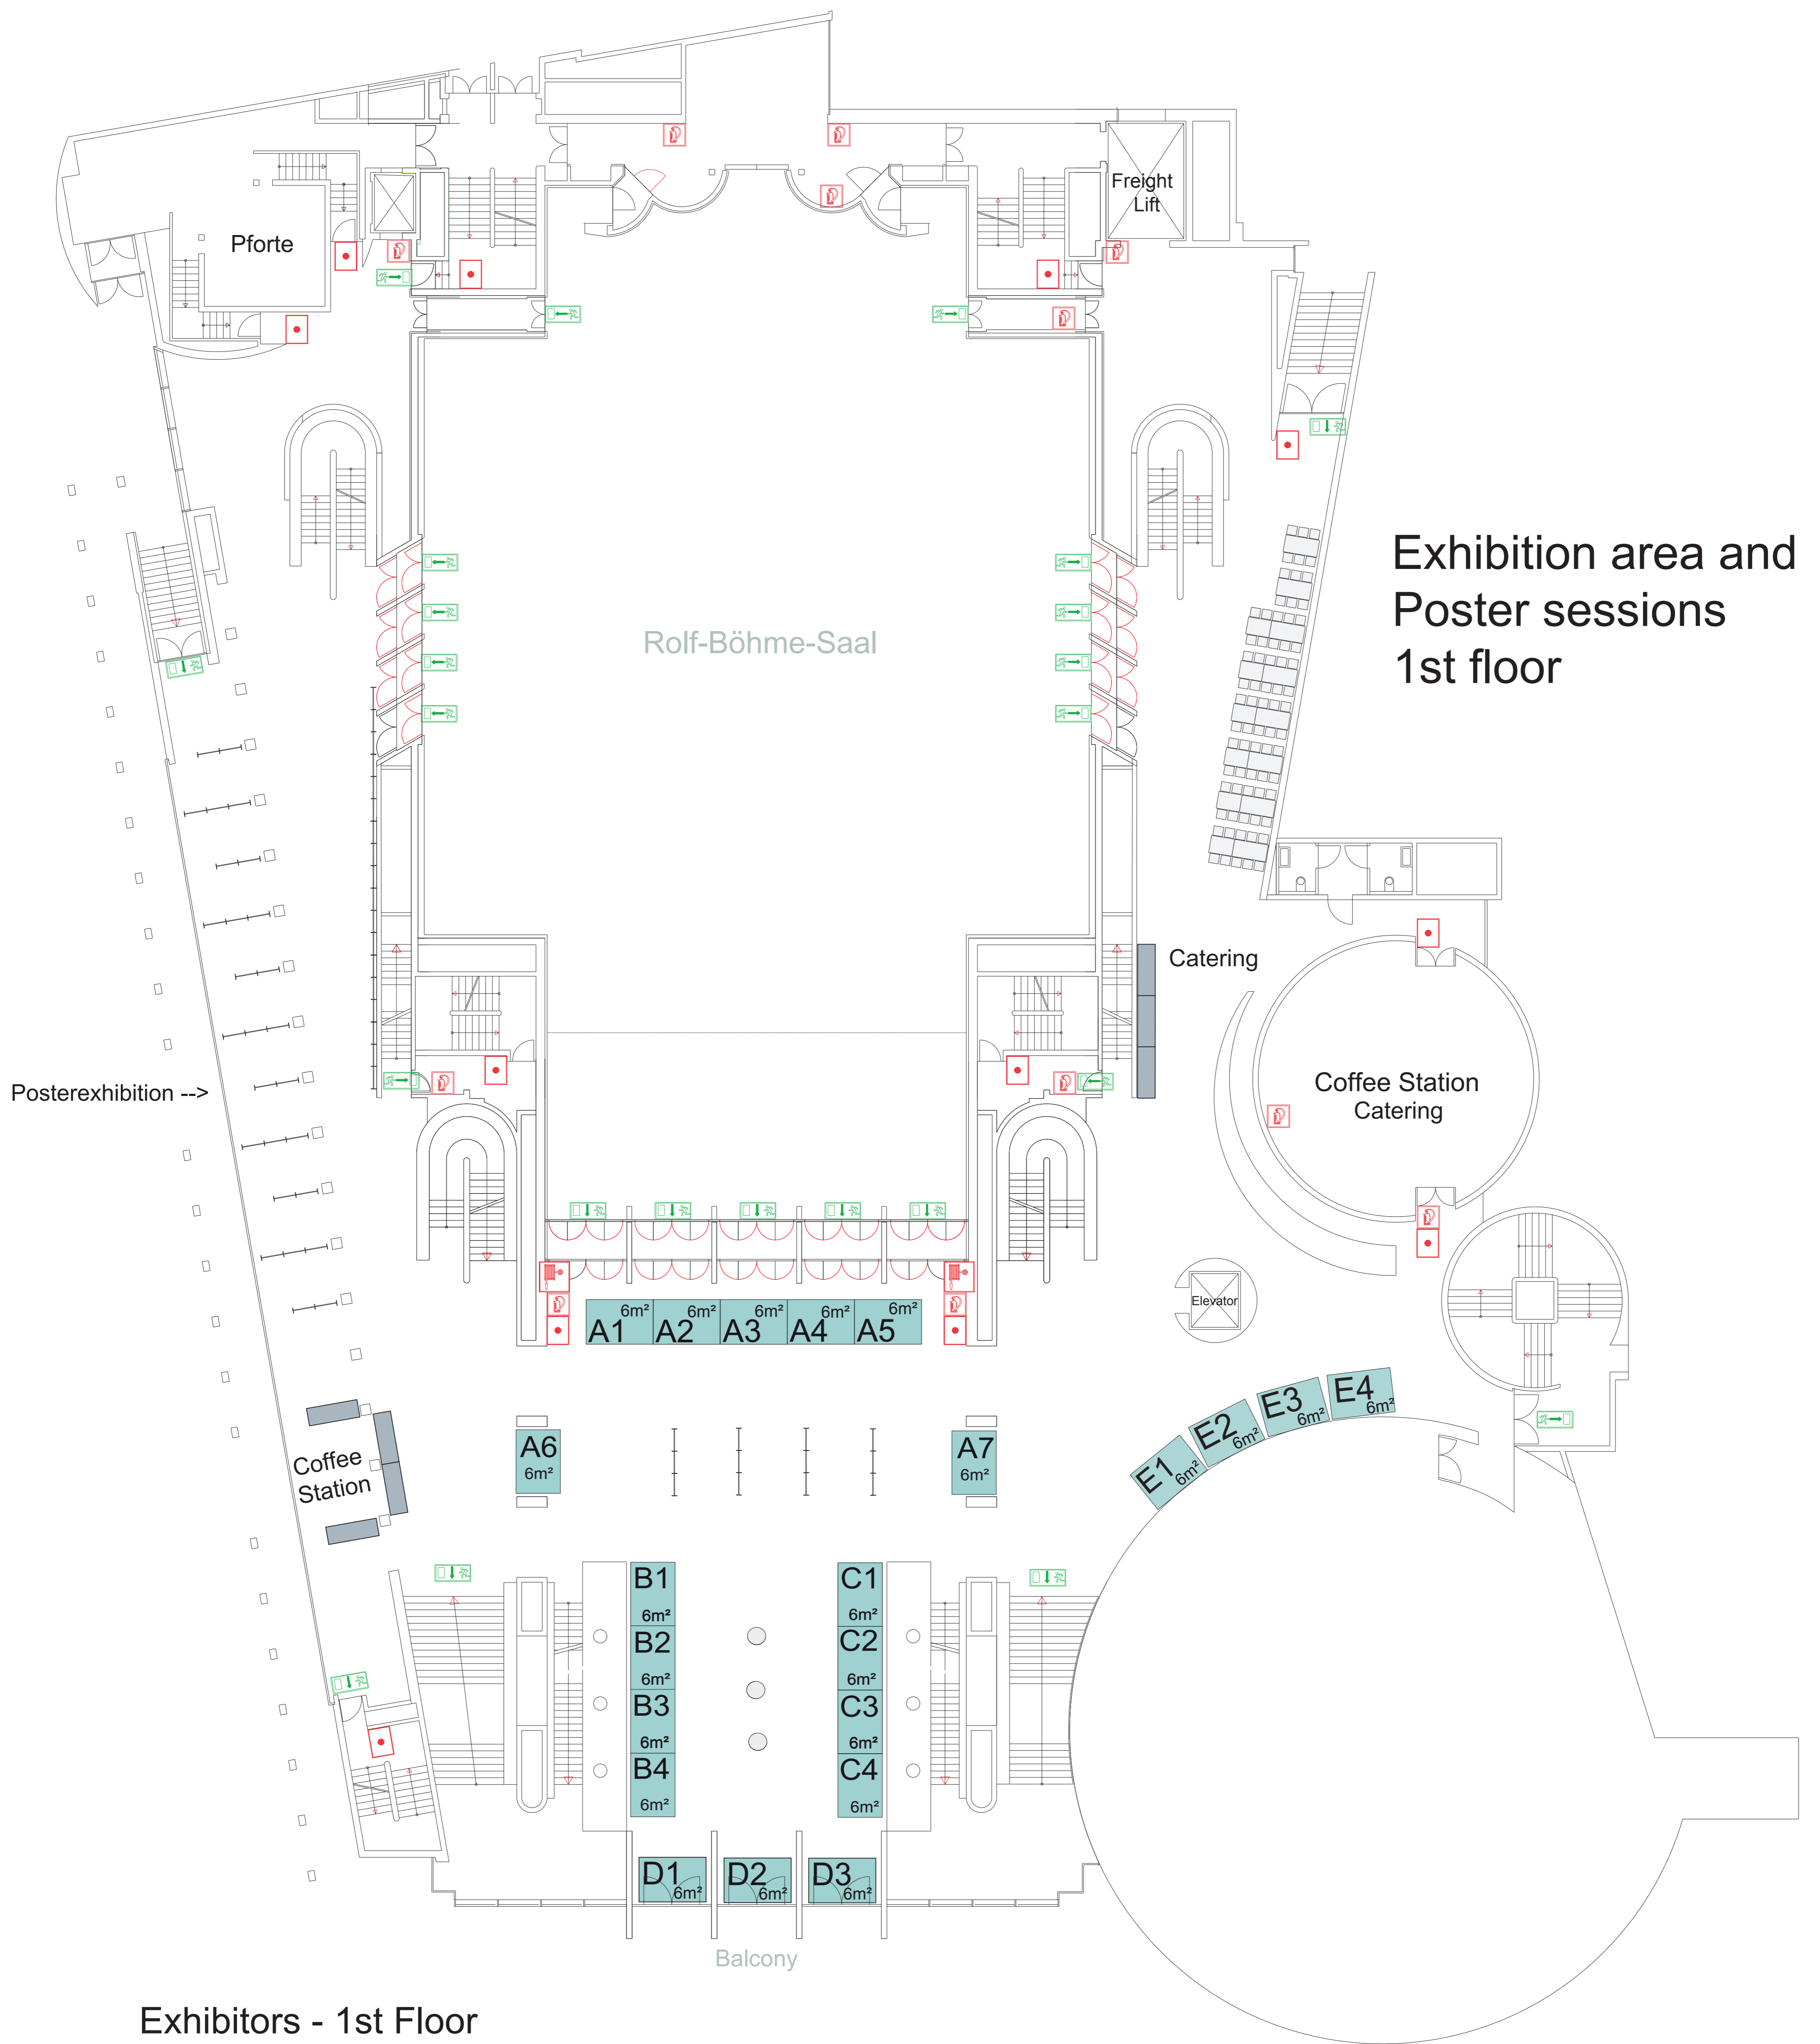 Freight
Lift
Pforte
Exhibition area and
Poster sessions
1st floor
Rolf-Böhme-Saal
Catering
Coffee Station
Catering
Posterexhibition -->
Elevator
6m² 6m² 6m² 6m² 6m²
A1 A2 A3 A4 A5
E1
6m²
E2
6m²
E3
6m²
E4
6m²
A6
6m²
A7
6m²
Coffee
Station
B1
6m²
B2
6m²
B3
6m²
B4
6m²
C1
6m²
C2
6m²
C3
6m²
C4
6m²
D1
6m²
D2
6m²
D3
6m²
Balcony
Exhibitors - 1st Floor